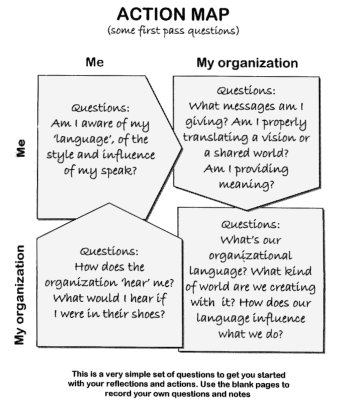 ACTION MAP
(some first pass questions)
Me
My organization
Me
Questions:
Am I aware of my
'language', of the
style and influence
of my speak?
Questions:
What messages am I
giving? Am I properly
translating a vision or
a shared world?
Am I providing
meaning?
My organization
Questions:
How does the
organization 'hear' me?
What would I hear if
I were in their shoes?
Questions:
What's our
organizational
language? What kind
of world are we creating
with it? How does our
language influence
what we do?
This is a very simple set of questions to get you started
with your reflections and actions. Use the blank pages to
record your own questions and notes